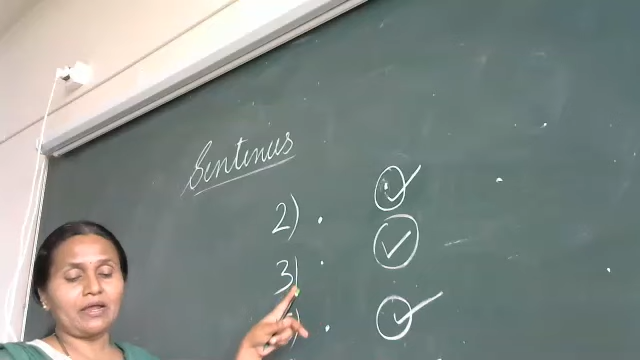 Sentences
2) . ✓
3) . ✓
) . ✓